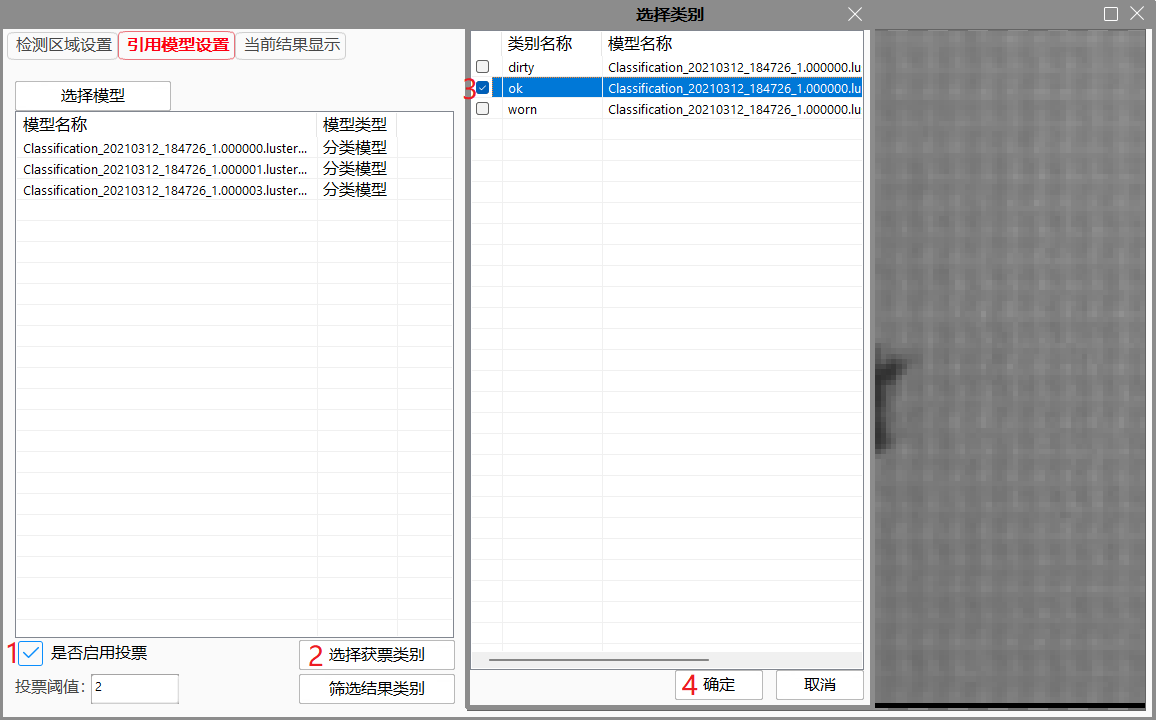 选择类别
检测区域设置 引用模型设置 当前结果显示
选择模型
模型名称 模型类型
Classification_20210312_184726_1.000000.luster... 分类模型
Classification_20210312_184726_1.000001.luster... 分类模型
Classification_20210312_184726_1.000003.luster... 分类模型
1 是否启用投票
2 选择获票类别
投票阈值: 2
筛选结果类别
类别名称 模型名称
dirty Classification_20210312_184726_1.000000.lu
3 ok Classification_20210312_184726_1.000000.lu
worn Classification_20210312_184726_1.000000.lu
4 确定 取消